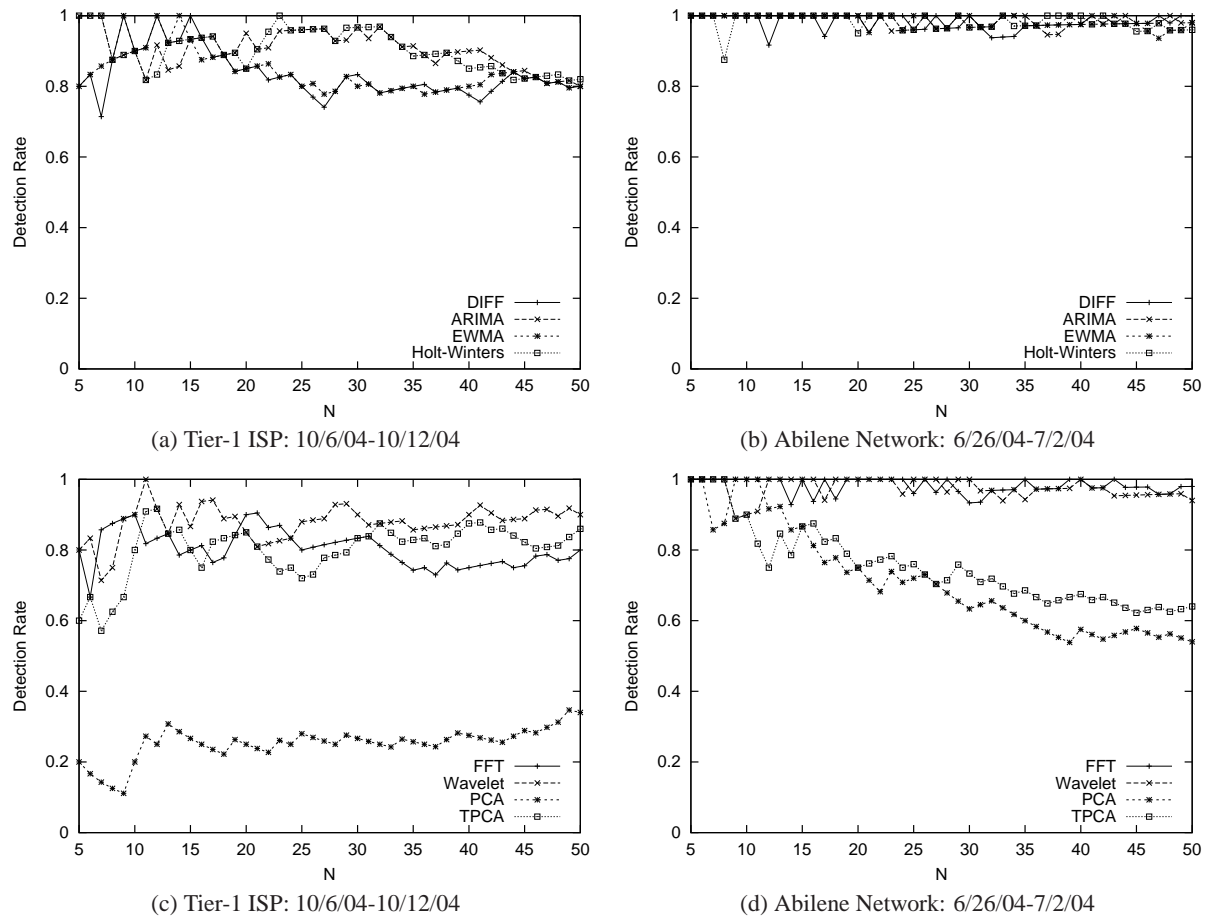 1
0.8
0.6
0.4
0.2
0
Detection Rate
DIFF
ARIMA
EWMA
Holt-Winters
5 10 15 20 25 30 35 40 45 50
N
(a) Tier-1 ISP: 10/6/04-10/12/04
1
0.8
0.6
0.4
0.2
0
Detection Rate
DIFF
ARIMA
EWMA
Holt-Winters
5 10 15 20 25 30 35 40 45 50
N
(b) Abilene Network: 6/26/04-7/2/04
1
0.8
0.6
0.4
0.2
0
Detection Rate
FFT
Wavelet
PCA
TPCA
5 10 15 20 25 30 35 40 45 50
N
(c) Tier-1 ISP: 10/6/04-10/12/04
1
0.8
0.6
0.4
0.2
0
Detection Rate
FFT
Wavelet
PCA
TPCA
5 10 15 20 25 30 35 40 45 50
N
(d) Abilene Network: 6/26/04-7/2/04